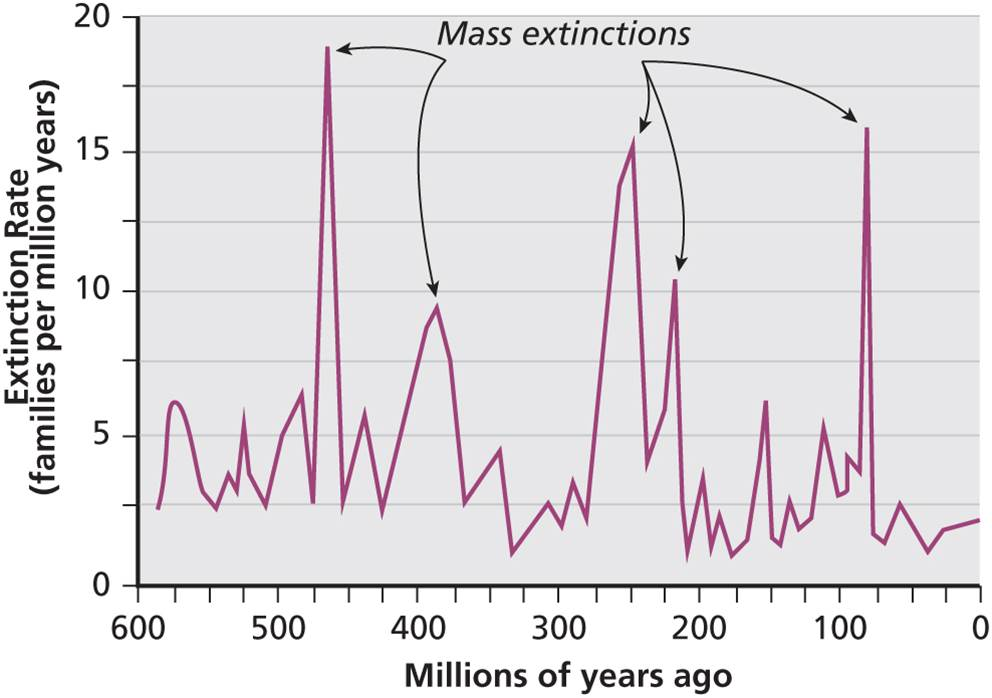 Mass extinctions
Extinction Rate
(families per million years)
20
15
10
5
0
600 500 400 300 200 100 0
Millions of years ago